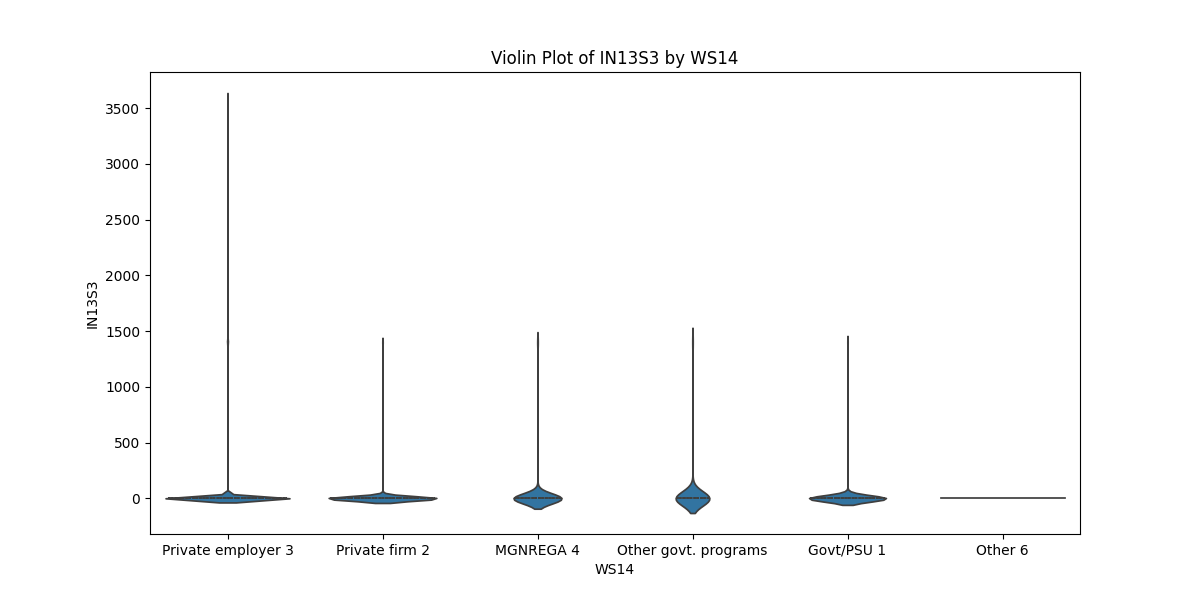 Violin Plot of IN13S3 by WS14
IN13S3
3500
3000
2500
2000
1500
1000
500
0
Private employer 3
Private firm 2
MGNREGA 4
Other govt. programs
Govt/PSU 1
Other 6
WS14